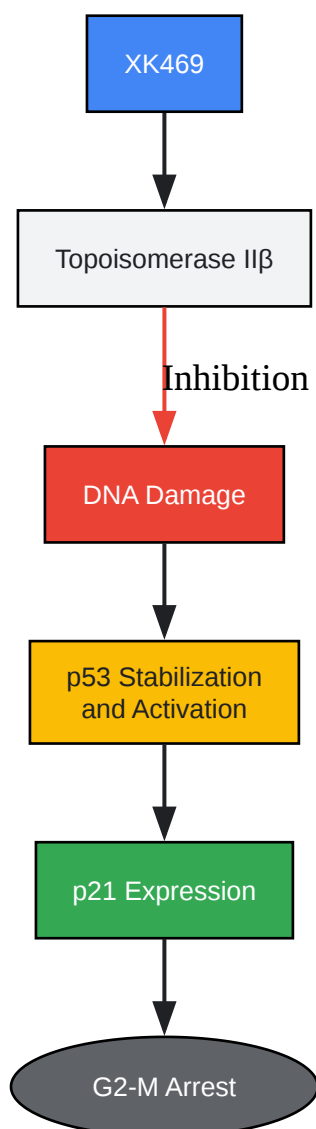 XK469
Topoisomerase IIβ
Inhibition
DNA Damage
p53 Stabilization
and Activation
p21 Expression
G2-M Arrest